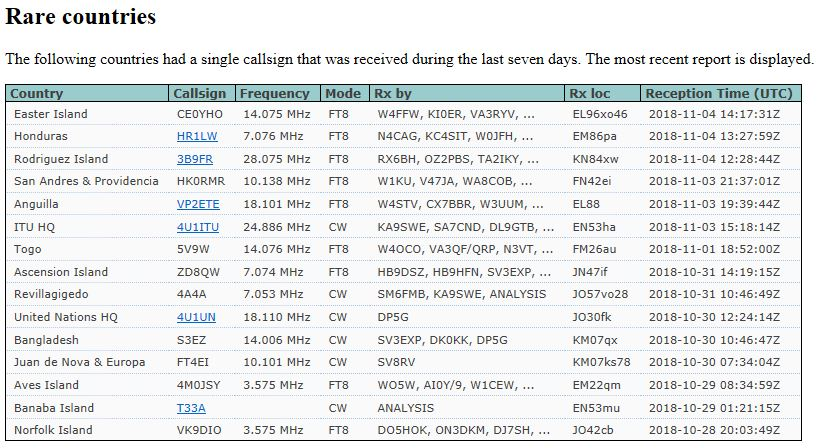 Rare countries
The following countries had a single callsign that was received during the last seven days. The most recent report is displayed.
Country Callsign Frequency Mode Rx by Rx loc Reception Time (UTC)
Easter Island CE0YHO 14.075 MHz FT8 W4FFW, KI0ER, VA3RYV, ... EL96xo46 2018-11-04 14:17:31Z
Honduras HR1LW 7.076 MHz FT8 N4CAG, KC4SIT, W0JFH, ... EM86pa 2018-11-04 13:27:59Z
Rodriguez Island 3B9FR 28.075 MHz FT8 RX6BH, OZ2PBS, TA2IKY, ... KN84xw 2018-11-04 12:28:44Z
San Andres & Providencia HK0RMR 10.138 MHz FT8 W1KU, V47JA, WA8COB, ... FN42ei 2018-11-03 21:37:01Z
Anguilla VP2ETE 18.101 MHz FT8 W4STV, CX7BBR, W3UUM, ... EL88 2018-11-03 19:39:44Z
ITU HQ 4U1ITU 24.886 MHz CW KA9SWE, SA7CND, DL9GTB, ... EN53ha 2018-11-03 15:18:14Z
Togo 5V9W 14.076 MHz FT8 W4OCO, VA3QF/QRP, N3VT, ... FM26au 2018-11-01 18:52:00Z
Ascension Island ZD8QW 7.074 MHz FT8 HB9DSZ, HB9HFN, SV3EXP, ... JN47if 2018-10-31 14:19:15Z
Revillagigedo 4A4A 7.053 MHz CW SM6FMB, KA9SWE, ANALYSIS JO57vo28 2018-10-31 10:46:49Z
United Nations HQ 4U1UN 18.110 MHz CW DP5G JO30fk 2018-10-30 12:24:14Z
Bangladesh S3EZ 14.006 MHz CW SV3EXP, DK0KK, DP5G KM07qx 2018-10-30 10:46:47Z
Juan de Nova & Europa FT4EI 10.101 MHz CW SV8RV KM07ks78 2018-10-30 07:34:04Z
Aves Island 4M0JSY 3.575 MHz FT8 WO5W, AI0Y/9, W1CEW, ... EM22qm 2018-10-29 08:34:59Z
Banaba Island T33A CW ANALYSIS EN53mu 2018-10-29 01:21:15Z
Norfolk Island VK9DIO 3.575 MHz FT8 DO5HOK, ON3DKM, DJ7SH, ... JO42cb 2018-10-28 20:03:49Z